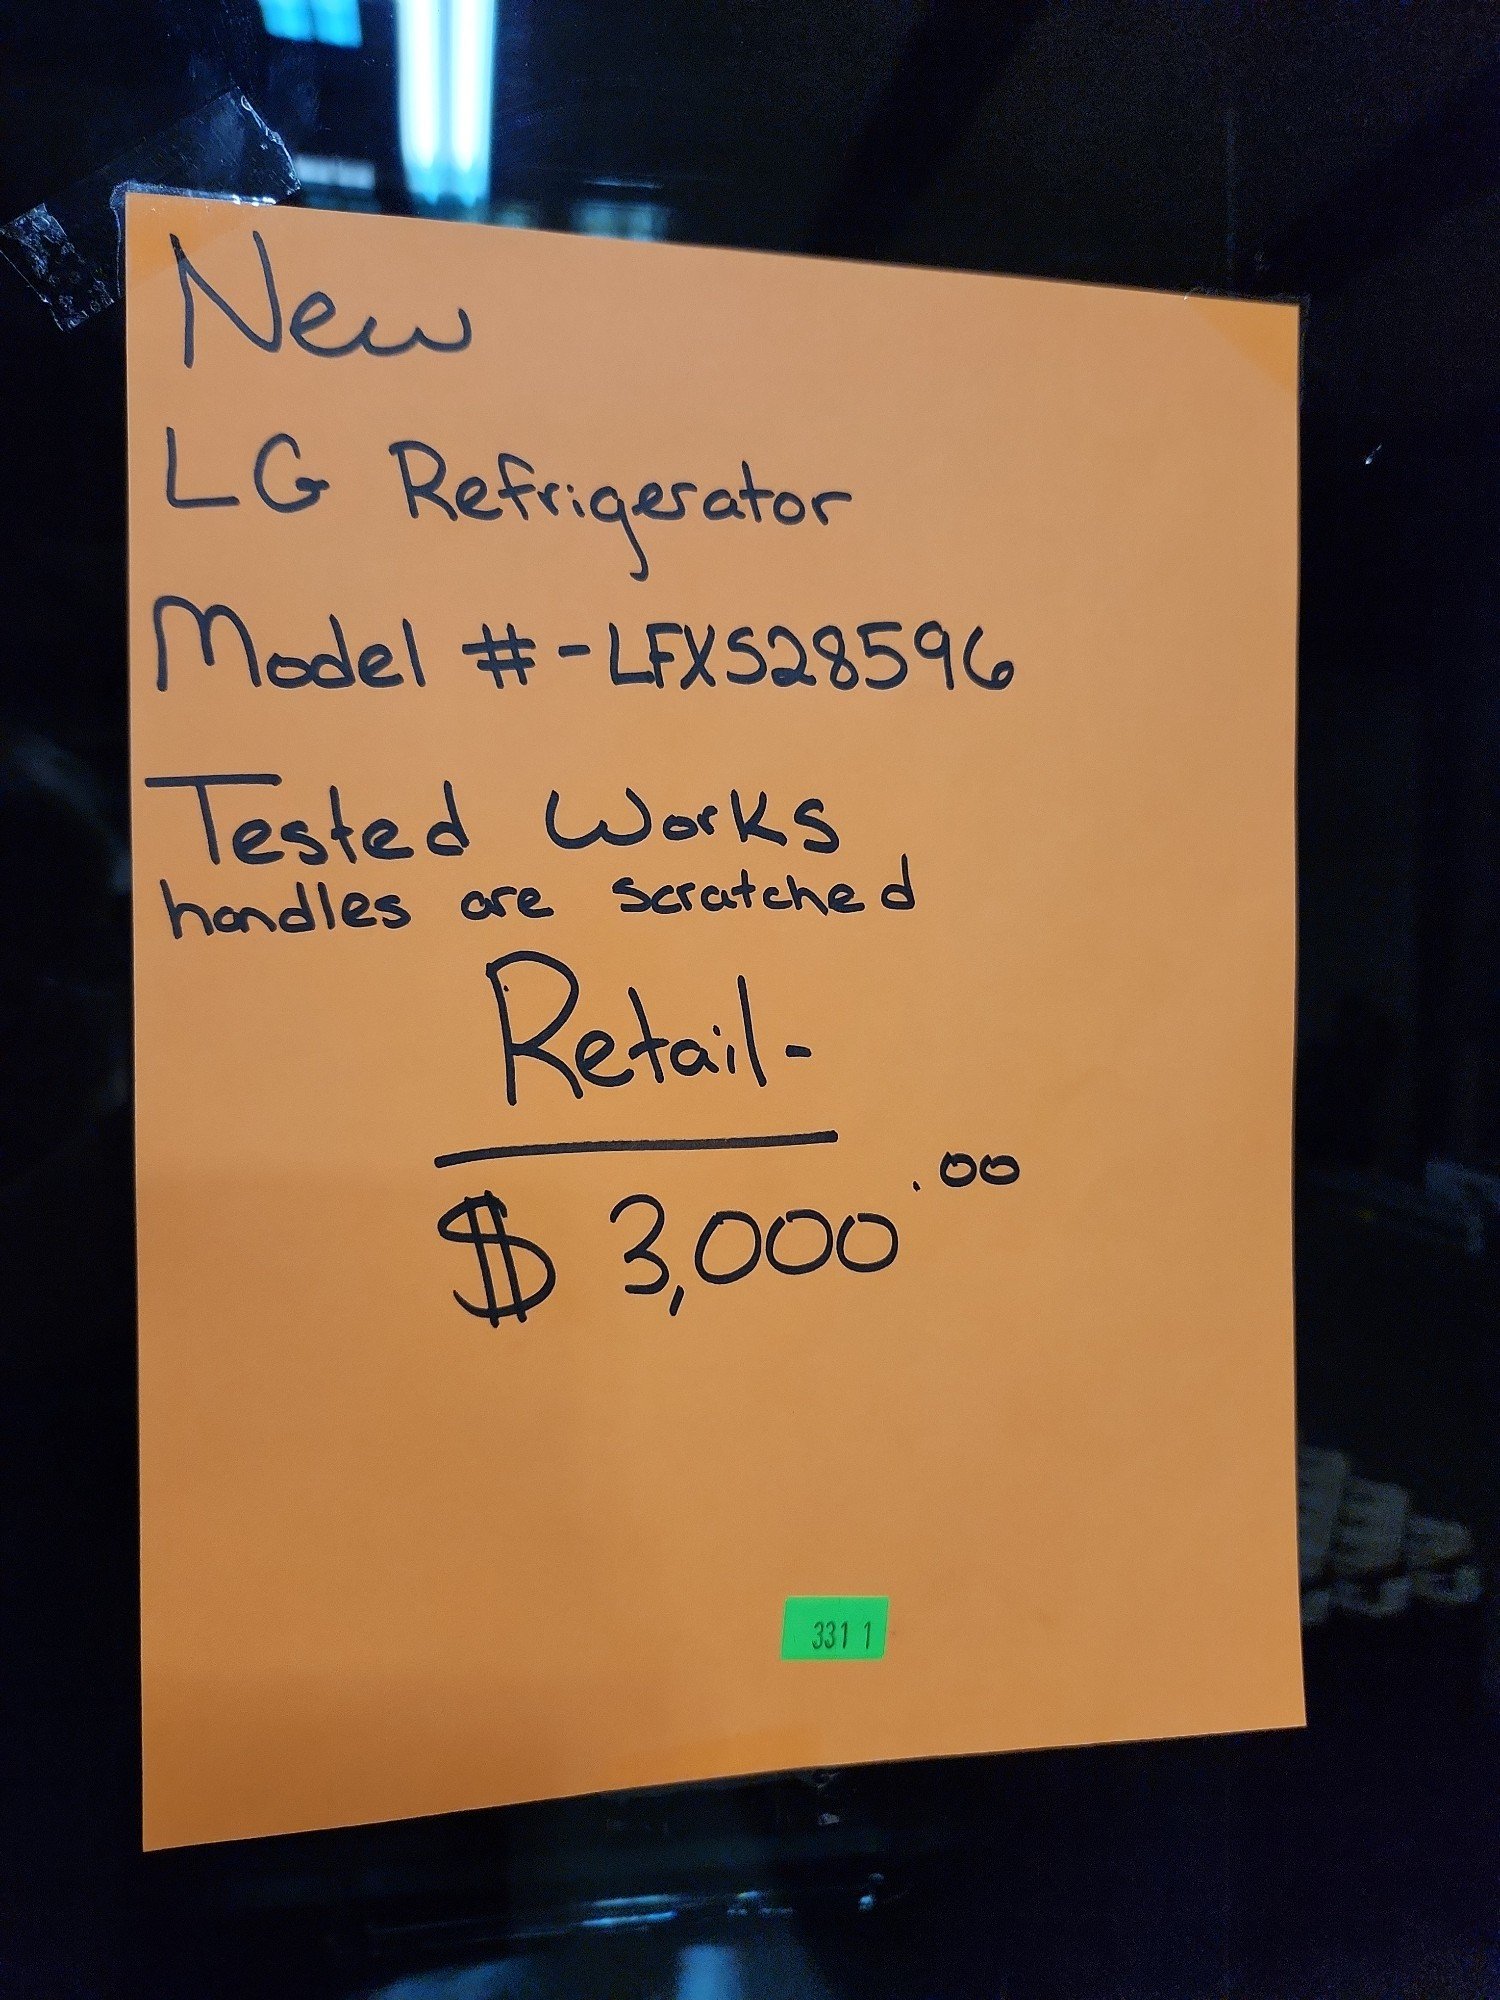 New
LG Refrigerator
Model #-LFXS28596
Tested Works
handles are scratched
Retail-
$ 3,000.00
331 1